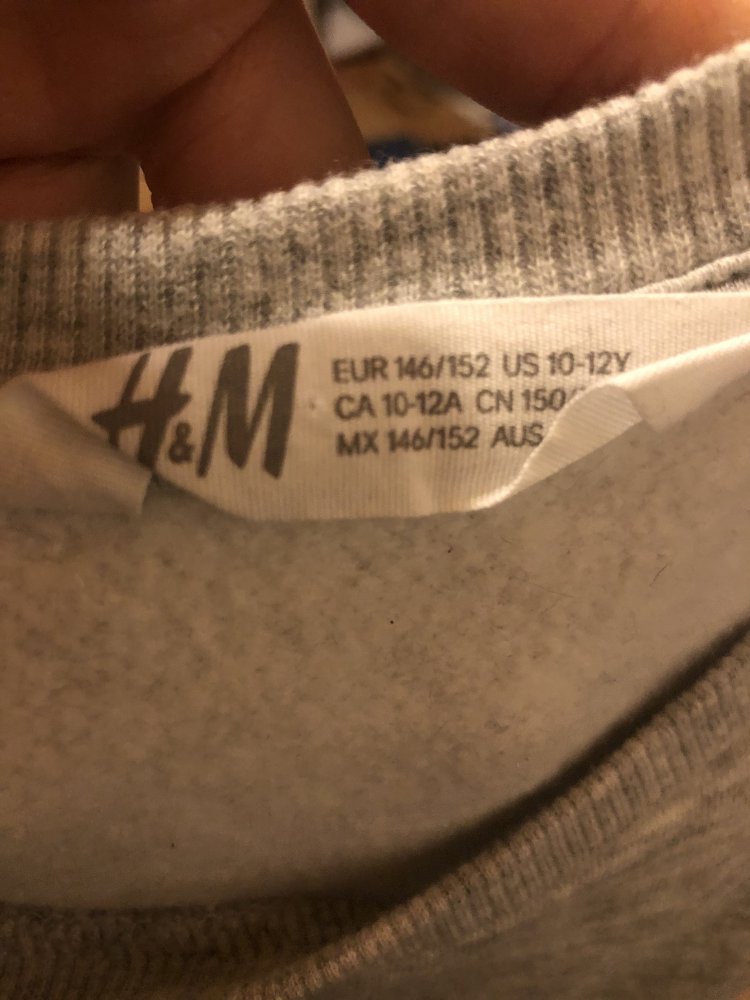 H&M
EUR 146/152 US 10-12Y
CA 10-12A CN 150/
MX 146/152 AUS